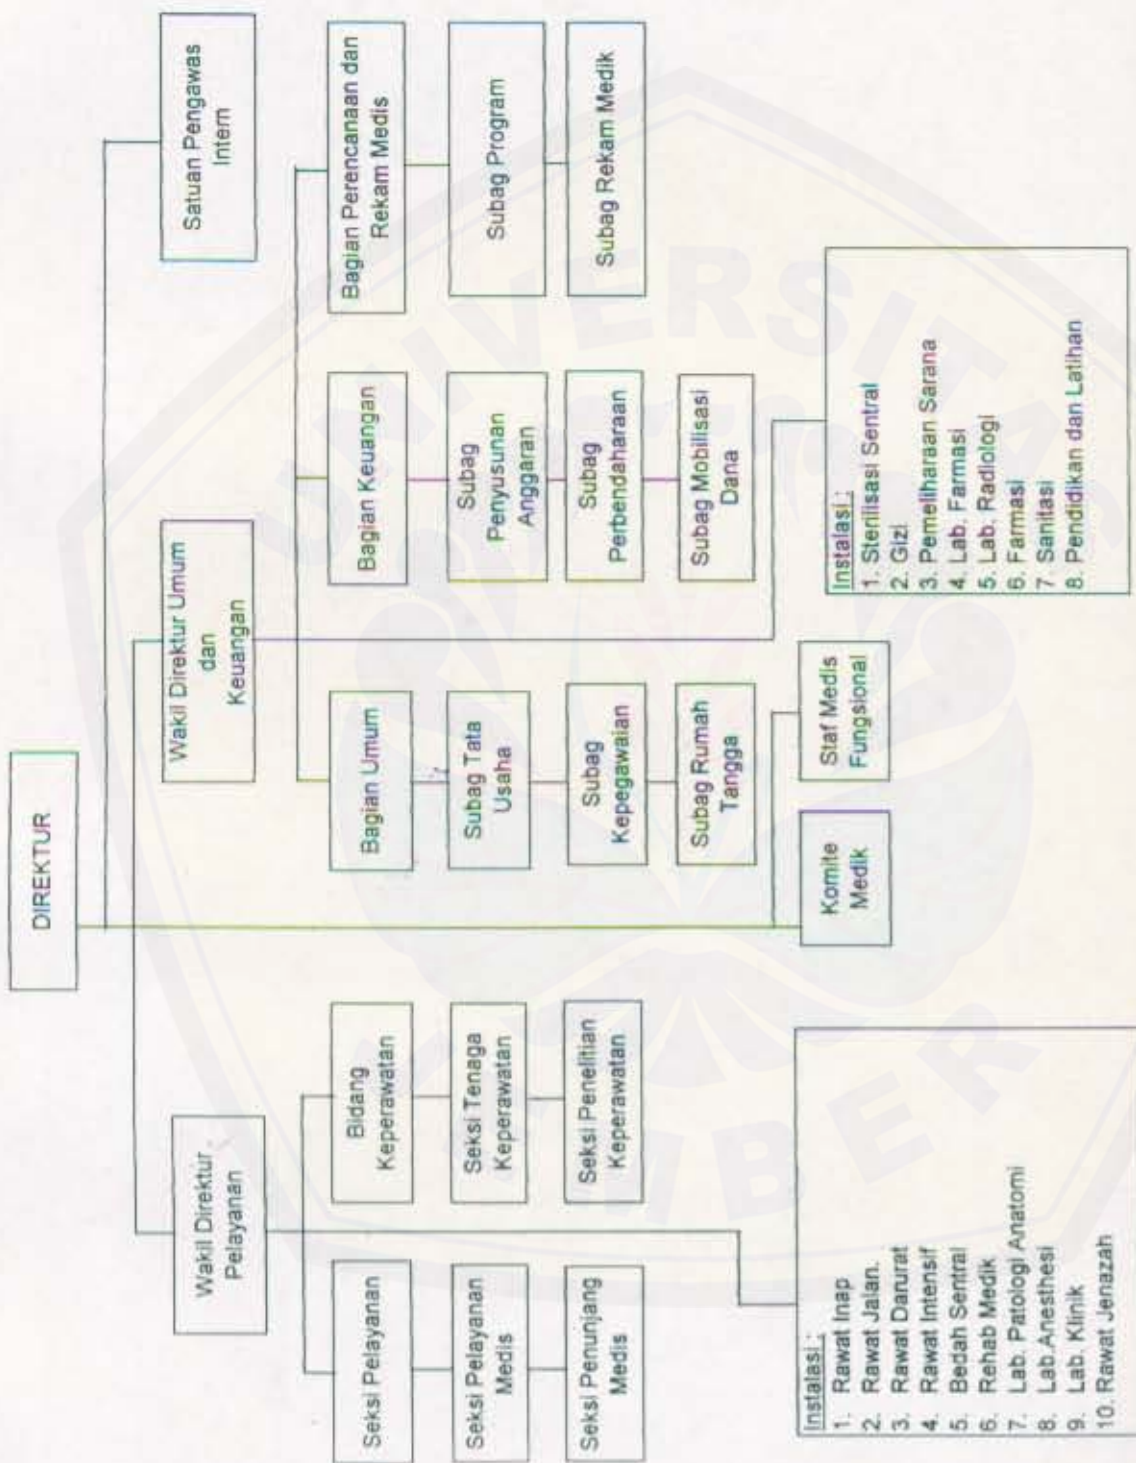 DIREKTUR
Satuan Pengawas
Intern
Wakil Direktur Umum
dan
Keuangan
Wakil Direktur
Pelayanan
Seksi Pelayanan
Bidang
Keperawatan
Bagian Umum
Bagian Keuangan
Bagian Perencanaan dan
Rekam Medis
Seksi Pelayanan
Medis
Seksi Tenaga
Keperawatan
Subag Tata
Usaha
Subag
Penyusunan
Anggaran
Subag Program
Seksi Penunjang
Medis
Seksi Penelitian
Keperawatan
Subag
Kepegawaian
Subag
Perbendaharaan
Subag Rekam Medik
Subag Rumah
Tangga
Subag Mobilisasi
Dana
Komite
Medik
Staf Medis
Fungsional
Instalasi :
1. Rawat Inap
2. Rawat Jalan.
3. Rawat Darurat
4. Rawat Intensif
5. Bedah Sentral
6. Rehab Medik
7. Lab. Patologi Anatomi
8. Lab.Anesthesi
9. Lab. Klinik
10. Rawat Jenazah
Instalasi :
1. Sterilisasi Sentral
2. Gizi
3. Pemeliharaan Sarana
4. Lab. Farmasi
5. Lab. Radiologi
6. Farmasi
7. Sanitasi
8. Pendidikan dan Latihan
UNIVERSITAS
JEMBER